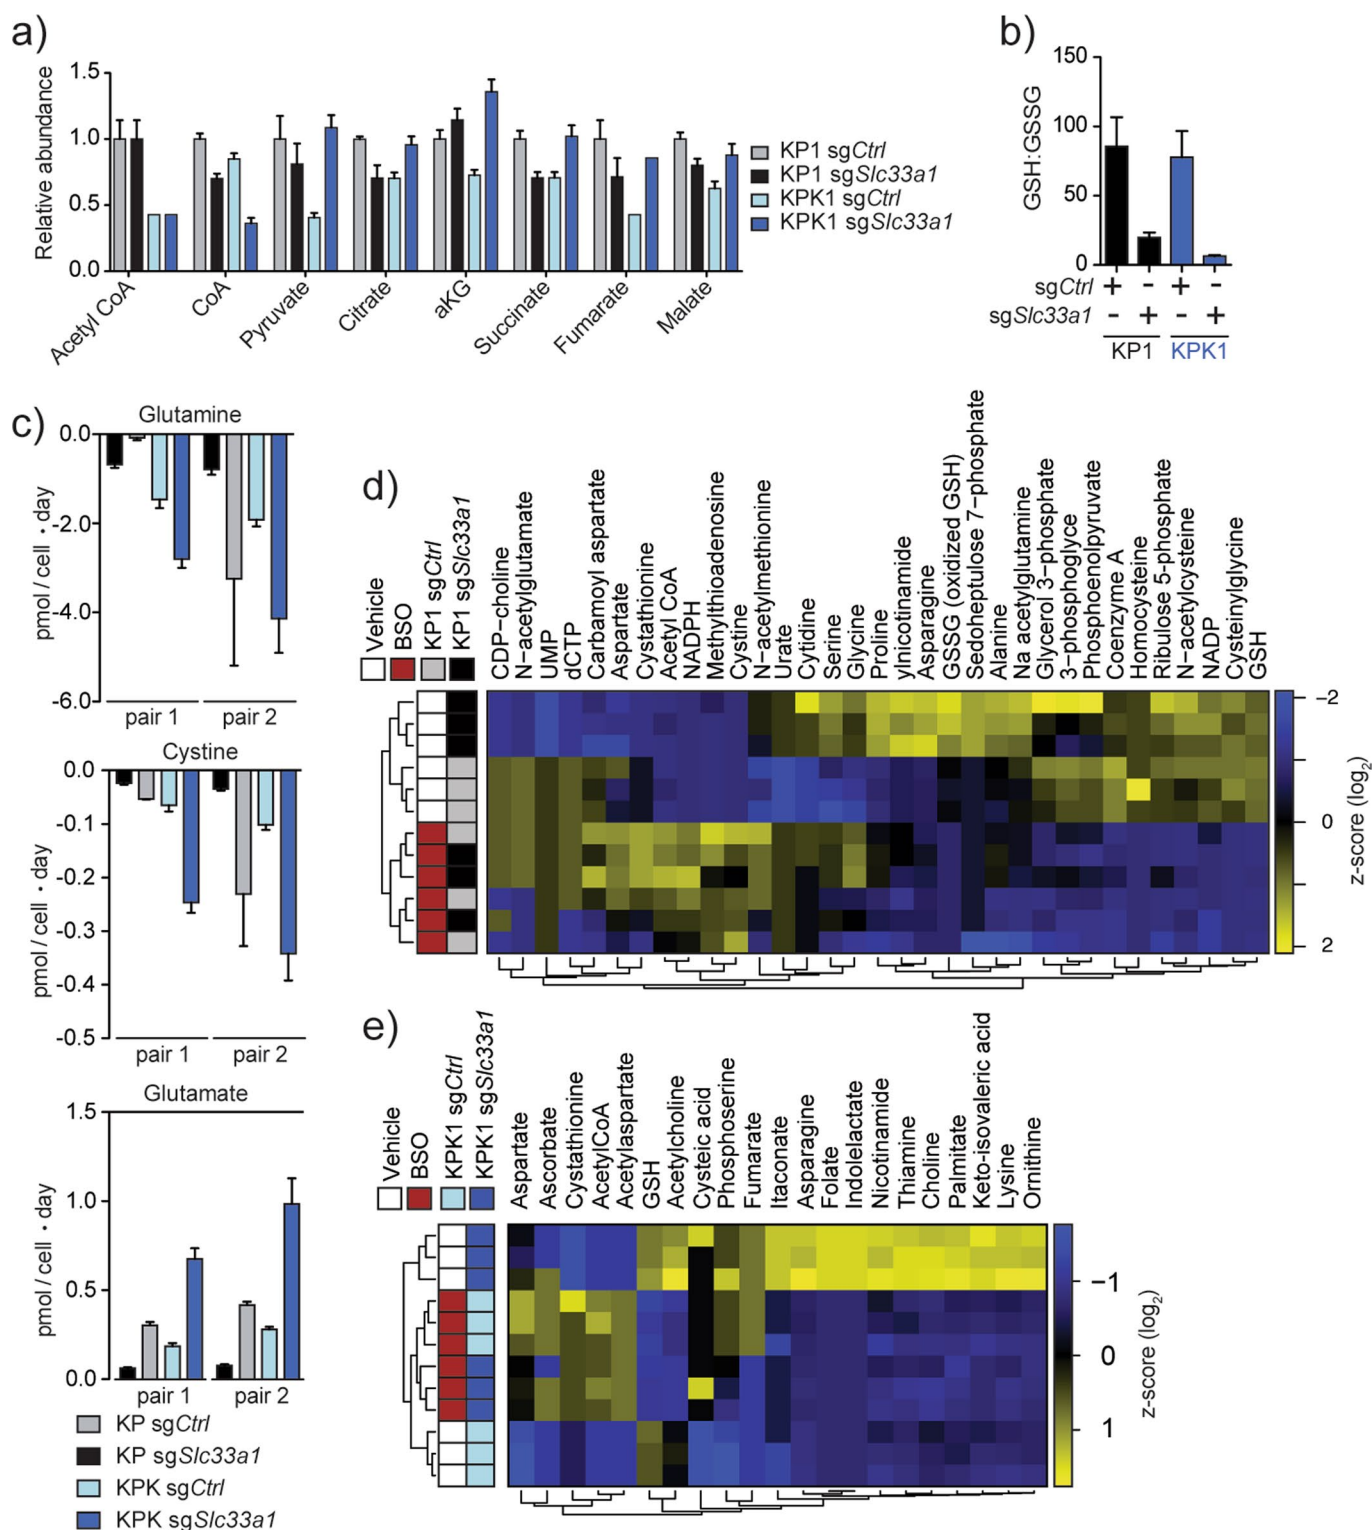 a)
Relative abundance
1.5
1.0
0.5
0.0
Acetyl CoA
CoA
Pyruvate
Citrate
aKG
Succinate
Fumarate
Malate
KP1 sgCtrl
KP1 sgSlc33a1
KPK1 sgCtrl
KPK1 sgSlc33a1
b)
GSH:GSSG
150
100
50
0
sgCtrl + - + -
sgSlc33a1 - + - +
KP1 KPK1
c)
Glutamine
pmol / cell · day
0.0
-2.0
-4.0
-6.0
pair 1 pair 2
Cystine
pmol / cell · day
0.0
-0.1
-0.2
-0.3
-0.4
-0.5
pair 1 pair 2
Glutamate
pmol / cell · day
1.5
1.0
0.5
0.0
pair 1 pair 2
KP sgCtrl
KP sgSlc33a1
KPK sgCtrl
KPK sgSlc33a1
d)
Vehicle
BSO
KP1 sgCtrl
KP1 sgSlc33a1
CDP−choline
N−acetylglutamate
UMP
dCTP
Carbamoyl aspartate
Aspartate
Cystathionine
Acetyl CoA
NADPH
Methylthioadenosine
Cystine
N−acetylmethionine
Urate
Cytidine
Serine
Glycine
Proline
ylnicotinamide
Asparagine
GSSG (oxidized GSH)
Sedoheptulose 7−phosphate
Alanine
Na acetylglutamine
Glycerol 3−phosphate
3−phosphoglyce
Phosphoenolpyruvate
Coenzyme A
Homocysteine
Ribulose 5−phosphate
N−acetylcysteine
NADP
Cysteinylglycine
GSH
−2
0
2
z-score (log2)
e)
Vehicle
BSO
KPK1 sgCtrl
KPK1 sgSlc33a1
Aspartate
Ascorbate
Cystathionine
AcetylCoA
Acetylaspartate
GSH
Acetylcholine
Cysteic acid
Phosphoserine
Fumarate
Itaconate
Asparagine
Folate
Indolelactate
Nicotinamide
Thiamine
Choline
Palmitate
Keto-isovaleric acid
Lysine
Ornithine
−1
0
1
z-score (log2)